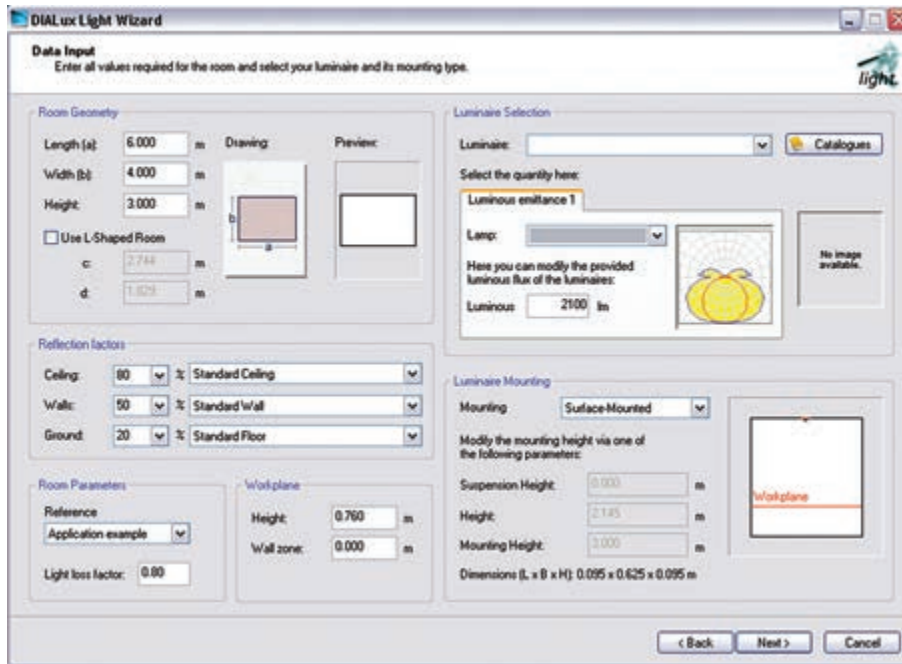 DIALux Light Wizard
Data Input
Enter all values required for the room and select your luminaire and its mounting type.
light
Room Geometry
Length (a): 6.000 m Drawing: Preview:
Width (b): 4.000 m
Height: 3.000 m
b
a
Use L-Shaped Room
c: 2.744 m
d: 1.829 m
Reflection factors
Ceiling: 80 % Standard Ceiling
Walls: 50 % Standard Wall
Ground: 20 % Standard Floor
Room Parameters
Reference
Application example
Light loss factor: 0.80
Workplane
Height: 0.760 m
Wall zone: 0.000 m
Luminaire Selection
Luminaire: Catalogues
Select the quantity here:
Luminous emittance 1
Lamp:
Here you can modify the provided
luminous flux of the luminaires:
Luminous 2100 lm
No image
available.
Luminaire Mounting
Mounting Surface-Mounted
Modify the mounting height via one of
the following parameters:
Suspension Height: 0.000 m
Height: 2.145 m
Mounting Height: 3.000 m
Dimensions (L x B x H): 0.095 x 0.625 x 0.095 m
Workplane
< Back Next > Cancel